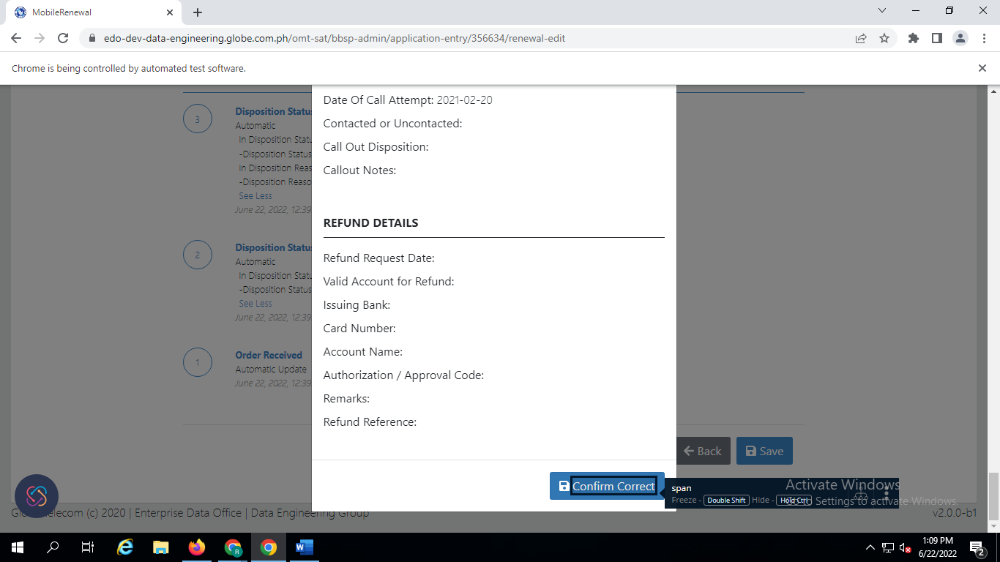 MobileRenewal
edo-dev-data-engineering.globe.com.ph/omt-sat/bbsp-admin/application-entry/356634/renewal-edit
Chrome is being controlled by automated test software.
3
Disposition Statu
Automatic
In Disposition Statu
-Disposition Status
In Disposition Reas
-Disposition Reaso
See Less
June 22, 2022, 12:39
2
Disposition Statu
Automatic
In Disposition Statu
-Disposition Status
See Less
June 22, 2022, 12:39
1
Order Received
Automatic Update
June 22, 2022, 12:39
Date Of Call Attempt: 2021-02-20
Contacted or Uncontacted:
Call Out Disposition:
Callout Notes:
REFUND DETAILS
Refund Request Date:
Valid Account for Refund:
Issuing Bank:
Card Number:
Account Name:
Authorization / Approval Code:
Remarks:
Refund Reference:
Back Save
Confirm Correct
span
Freeze - Double Shift Hide - Hold Ctrl
Activate Windows
Go to Settings to activate Windows.
Telecom (c) 2020 | Enterprise Data Office | Data Engineering Group
v2.0.0-b1
R
W
1:09 PM
6/22/2022
2